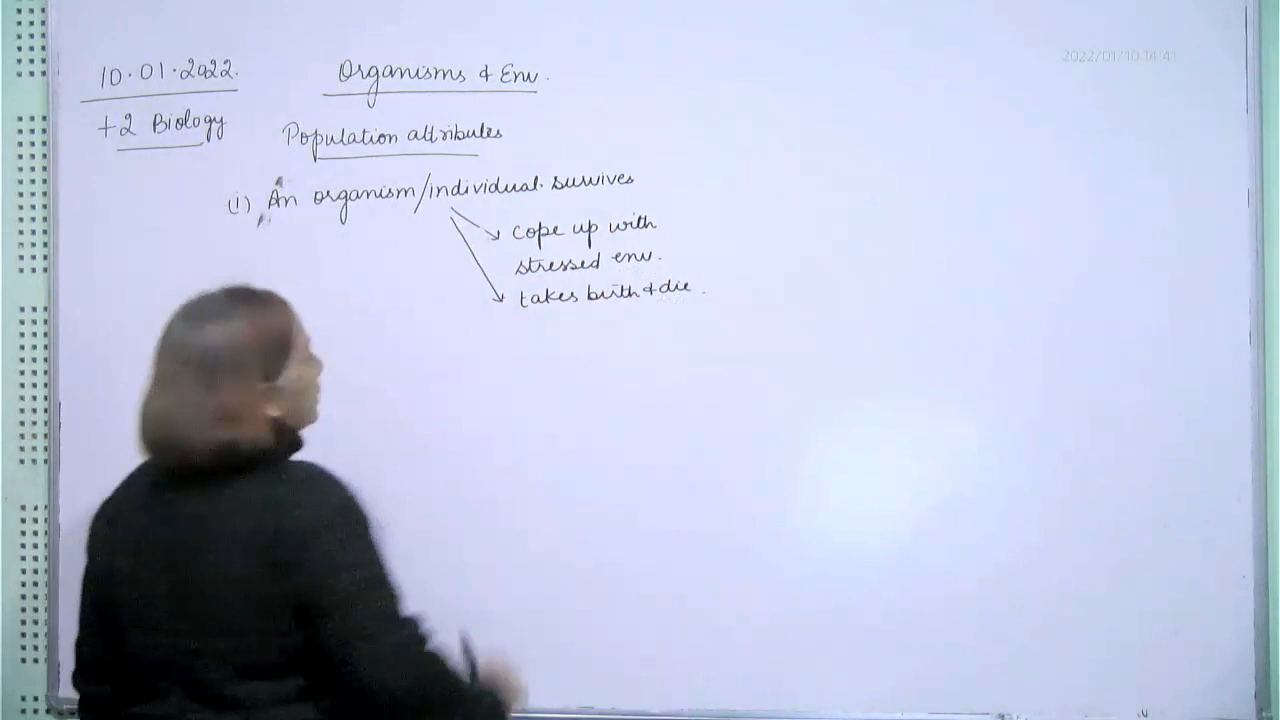 2022/01/10 14:41
10.01.2022.
Organisms & Env.
+2 Biology
Population attributes
(i) An organism/individual survives
cope up with
stressed env.
takes birth & die.